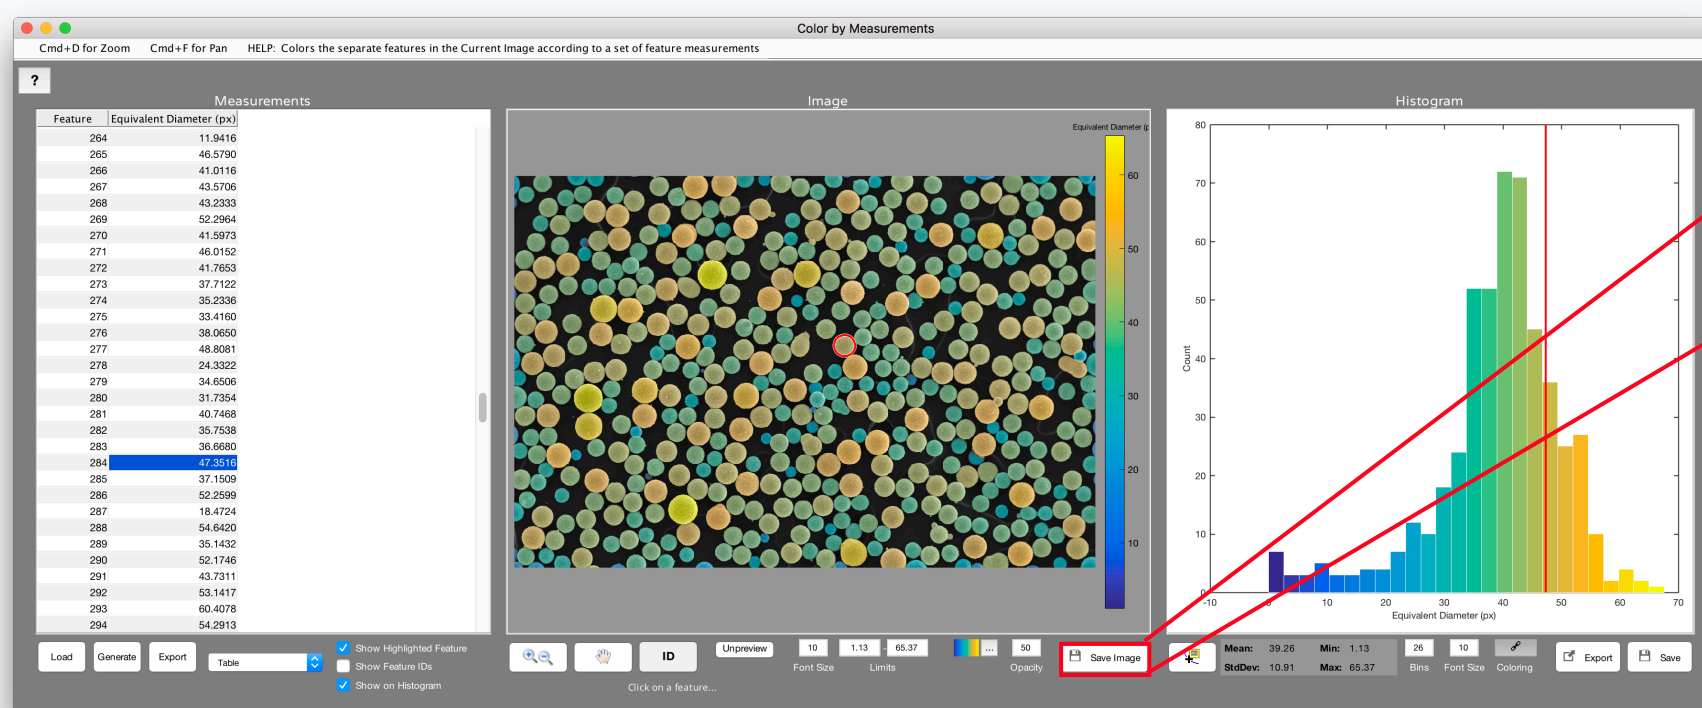 Color by Measurements
Cmd+D for Zoom Cmd+F for Pan HELP: Colors the separate features in the Current Image according to a set of feature measurements
?
Measurements
Feature Equivalent Diameter (px)
264 11.9416
265 46.5790
266 41.0116
267 43.5706
268 43.2333
269 52.2964
270 41.5973
271 46.0152
272 41.7653
273 37.7122
274 35.2336
275 33.4160
276 38.0650
277 48.8081
278 24.3322
279 34.6506
280 31.7354
281 40.7468
282 35.7538
283 36.6680
284 47.3516
285 37.1509
286 52.2599
287 18.4724
288 54.6420
289 35.1432
290 52.1746
291 43.7311
292 53.1417
293 60.4078
294 54.2913
Load Generate Export Table
Show Highlighted Feature
Show Feature IDs
Show on Histogram
Image
Equivalent Diameter (p
60
50
40
30
20
10
ID
Unpreview
10 1.13 - 65.37 ... 50
Font Size Limits Opacity
Save Image
Click on a feature...
Histogram
80
70
60
50
40
30
20
10
0
Count
-10 0 10 20 30 40 50 60 70
Equivalent Diameter (px)
Mean: 39.26 Min: 1.13
StdDev: 10.91 Max: 65.37
26 10
Bins Font Size Coloring
Export Save